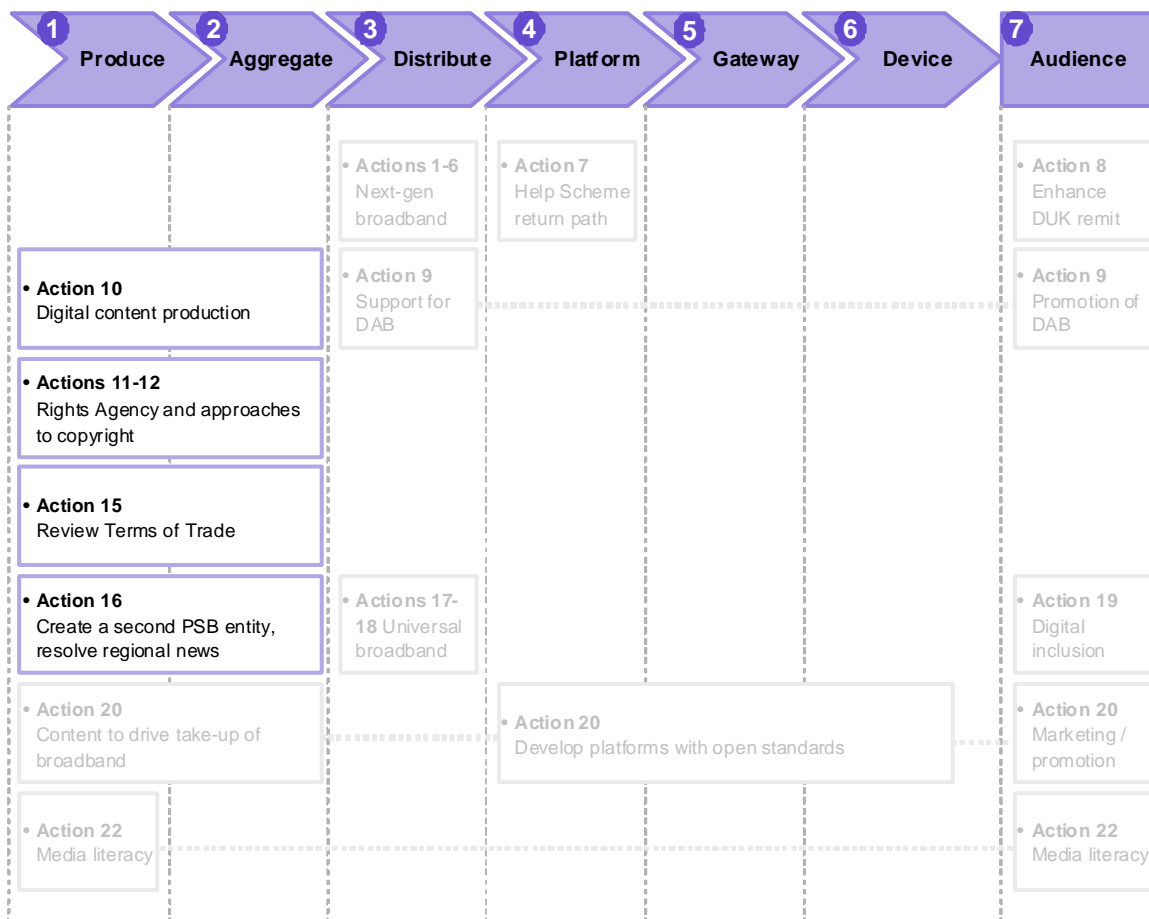 1 2 3 4 5 6 7
Produce Aggregate Distribute Platform Gateway Device Audience
• Actions 1-6
Next-gen
broadband
• Action 7
Help Scheme
return path
• Action 8
Enhance
DUK remit
• Action 10
Digital content production
• Action 9
Support for
DAB
• Action 9
Promotion of
DAB
• Actions 11-12
Rights Agency and approaches
to copyright
• Action 15
Review Terms of Trade
• Action 16
Create a second PSB entity,
resolve regional news
• Actions 17-
18 Universal
broadband
• Action 19
Digital
inclusion
• Action 20
Content to drive take-up of
broadband
• Action 20
Develop platforms with open standards
• Action 20
Marketing /
promotion
• Action 22
Media literacy
• Action 22
Media literacy